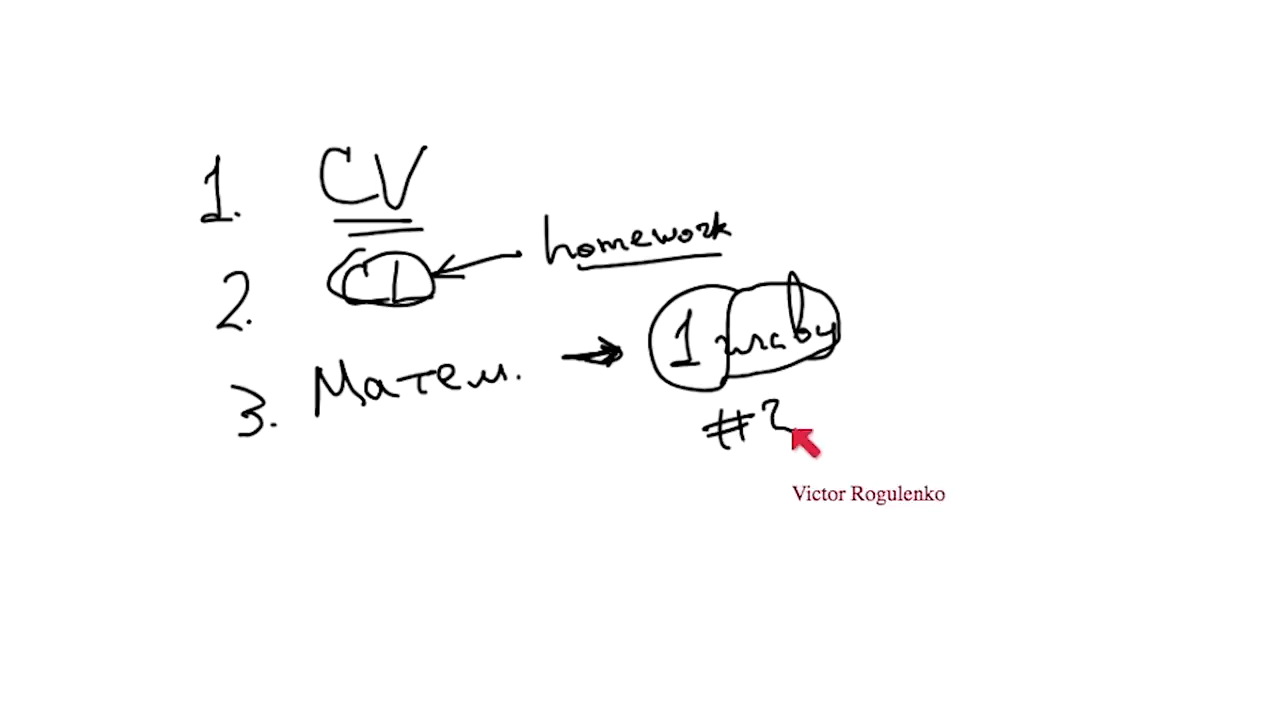 1. CV
2. CL ← homework
3. Матем. → 1 главу
#2
Victor Rogulenko